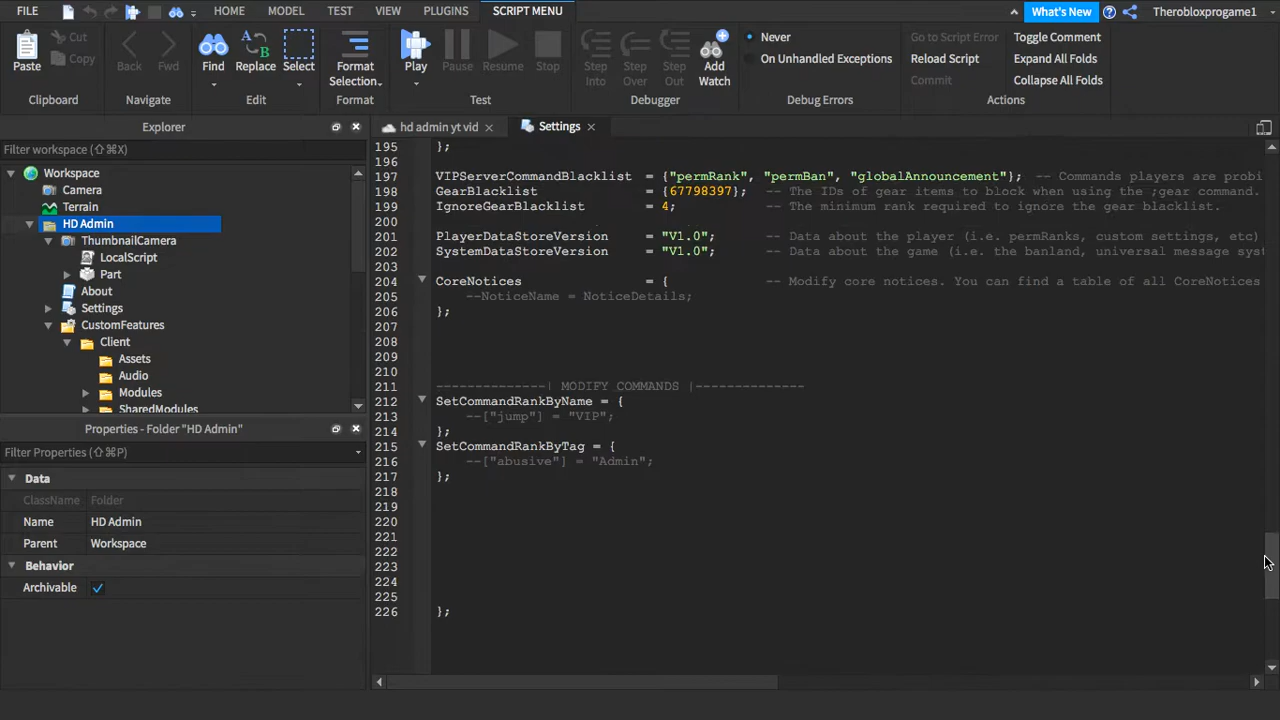 FILE HOME MODEL TEST VIEW PLUGINS SCRIPT MENU What's New Therobloxprogame1
Paste Cut Copy
Back Fwd
Find Replace Select
Format Selection
Play Pause Resume Stop
Step Into Step Over Step Out Add Watch
Never
On Unhandled Exceptions
Go to Script Error
Reload Script
Commit
Toggle Comment
Expand All Folds
Collapse All Folds
Clipboard Navigate Edit Format Test Debugger Debug Errors Actions
Explorer
Filter workspace (⇧⌘X)
Workspace
Camera
Terrain
HD Admin
ThumbnailCamera
LocalScript
Part
About
Settings
CustomFeatures
Client
Assets
Audio
Modules
SharedModules
Properties - Folder "HD Admin"
Filter Properties (⇧⌘P)
Data
ClassName Folder
Name HD Admin
Parent Workspace
Behavior
Archivable
hd admin yt vid Settings
195 };
196
197 VIPServerCommandBlacklist = {"permRank", "permBan", "globalAnnouncement"}; -- Commands players are probi
198 GearBlacklist = {67798397}; -- The IDs of gear items to block when using the ;gear command.
199 IgnoreGearBlacklist = 4; -- The minimum rank required to ignore the gear blacklist.
200
201 PlayerDataStoreVersion = "V1.0"; -- Data about the player (i.e. permRanks, custom settings, etc)
202 SystemDataStoreVersion = "V1.0"; -- Data about the game (i.e. the banland, universal message syst
203
204 CoreNotices = { -- Modify core notices. You can find a table of all CoreNotices
205 --NoticeName = NoticeDetails;
206 };
207
208
209
210
211 --------------| MODIFY COMMANDS |--------------
212 SetCommandRankByName = {
213 --["jump"] = "VIP";
214 };
215 SetCommandRankByTag = {
216 --["abusive"] = "Admin";
217 };
218
219
220
221
222
223
224
225
226 };